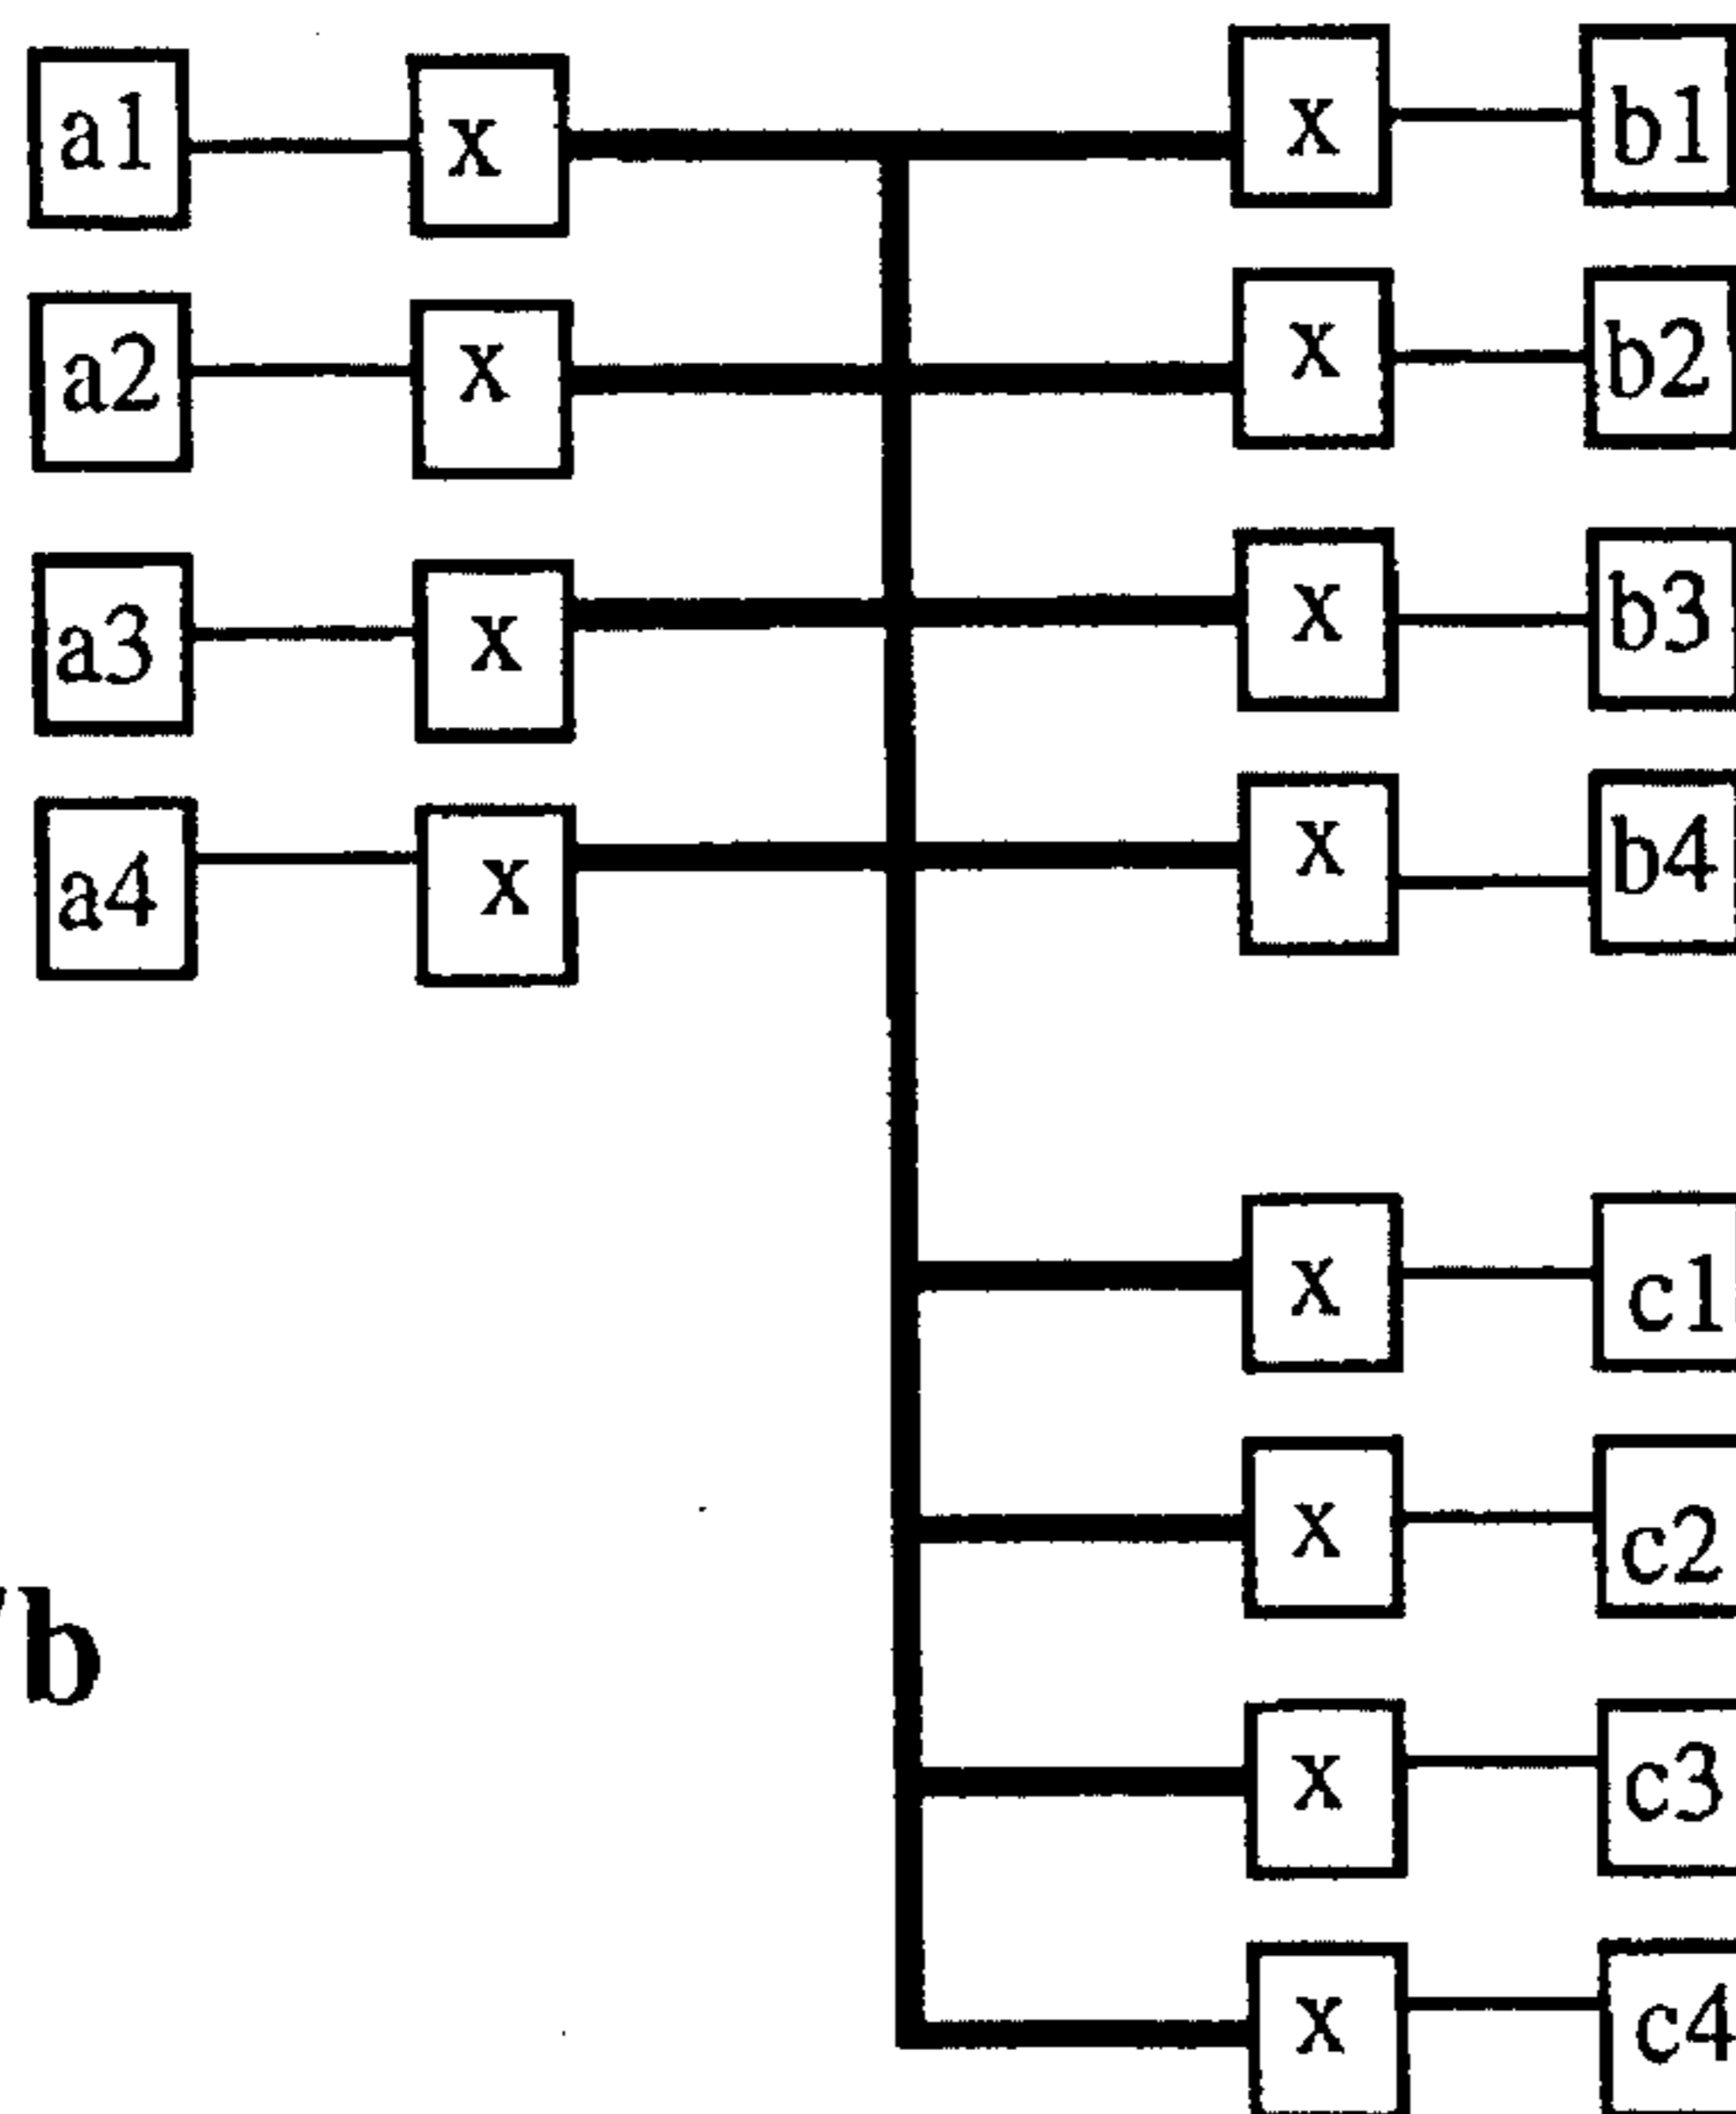 a1 x x b1
a2 x x b2
a3 x x b3
a4 x x b4
x c1
x c2
b
x c3
x c4